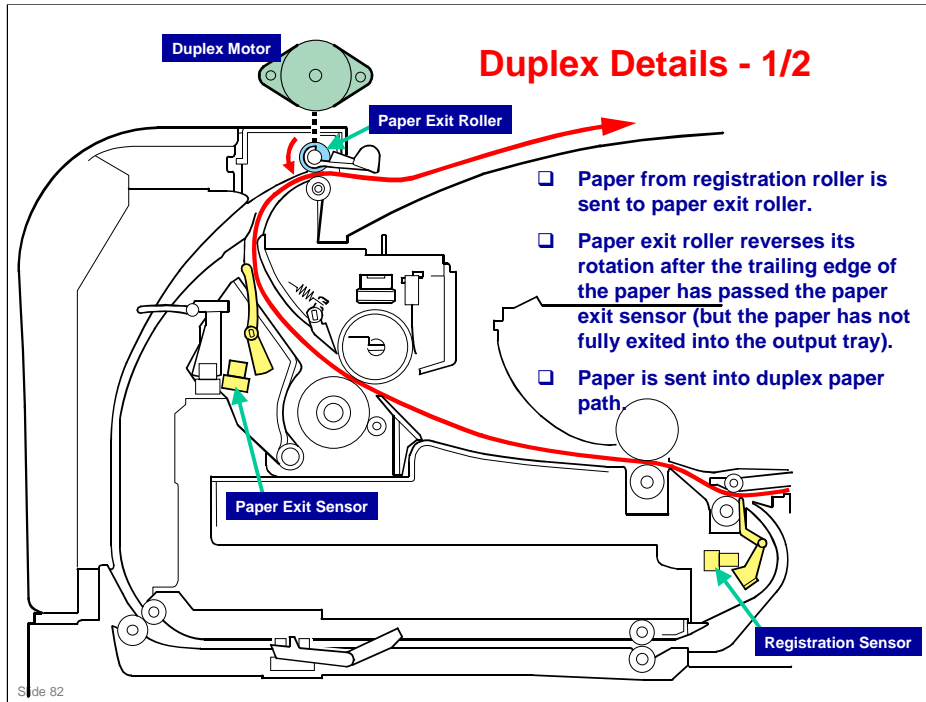 Duplex Details - 1/2
Duplex Motor
Paper Exit Roller
❑ Paper from registration roller is
sent to paper exit roller.
❑ Paper exit roller reverses its
rotation after the trailing edge of
the paper has passed the paper
exit sensor (but the paper has not
fully exited into the output tray).
❑ Paper is sent into duplex paper
path.
Paper Exit Sensor
Registration Sensor
Slide 82